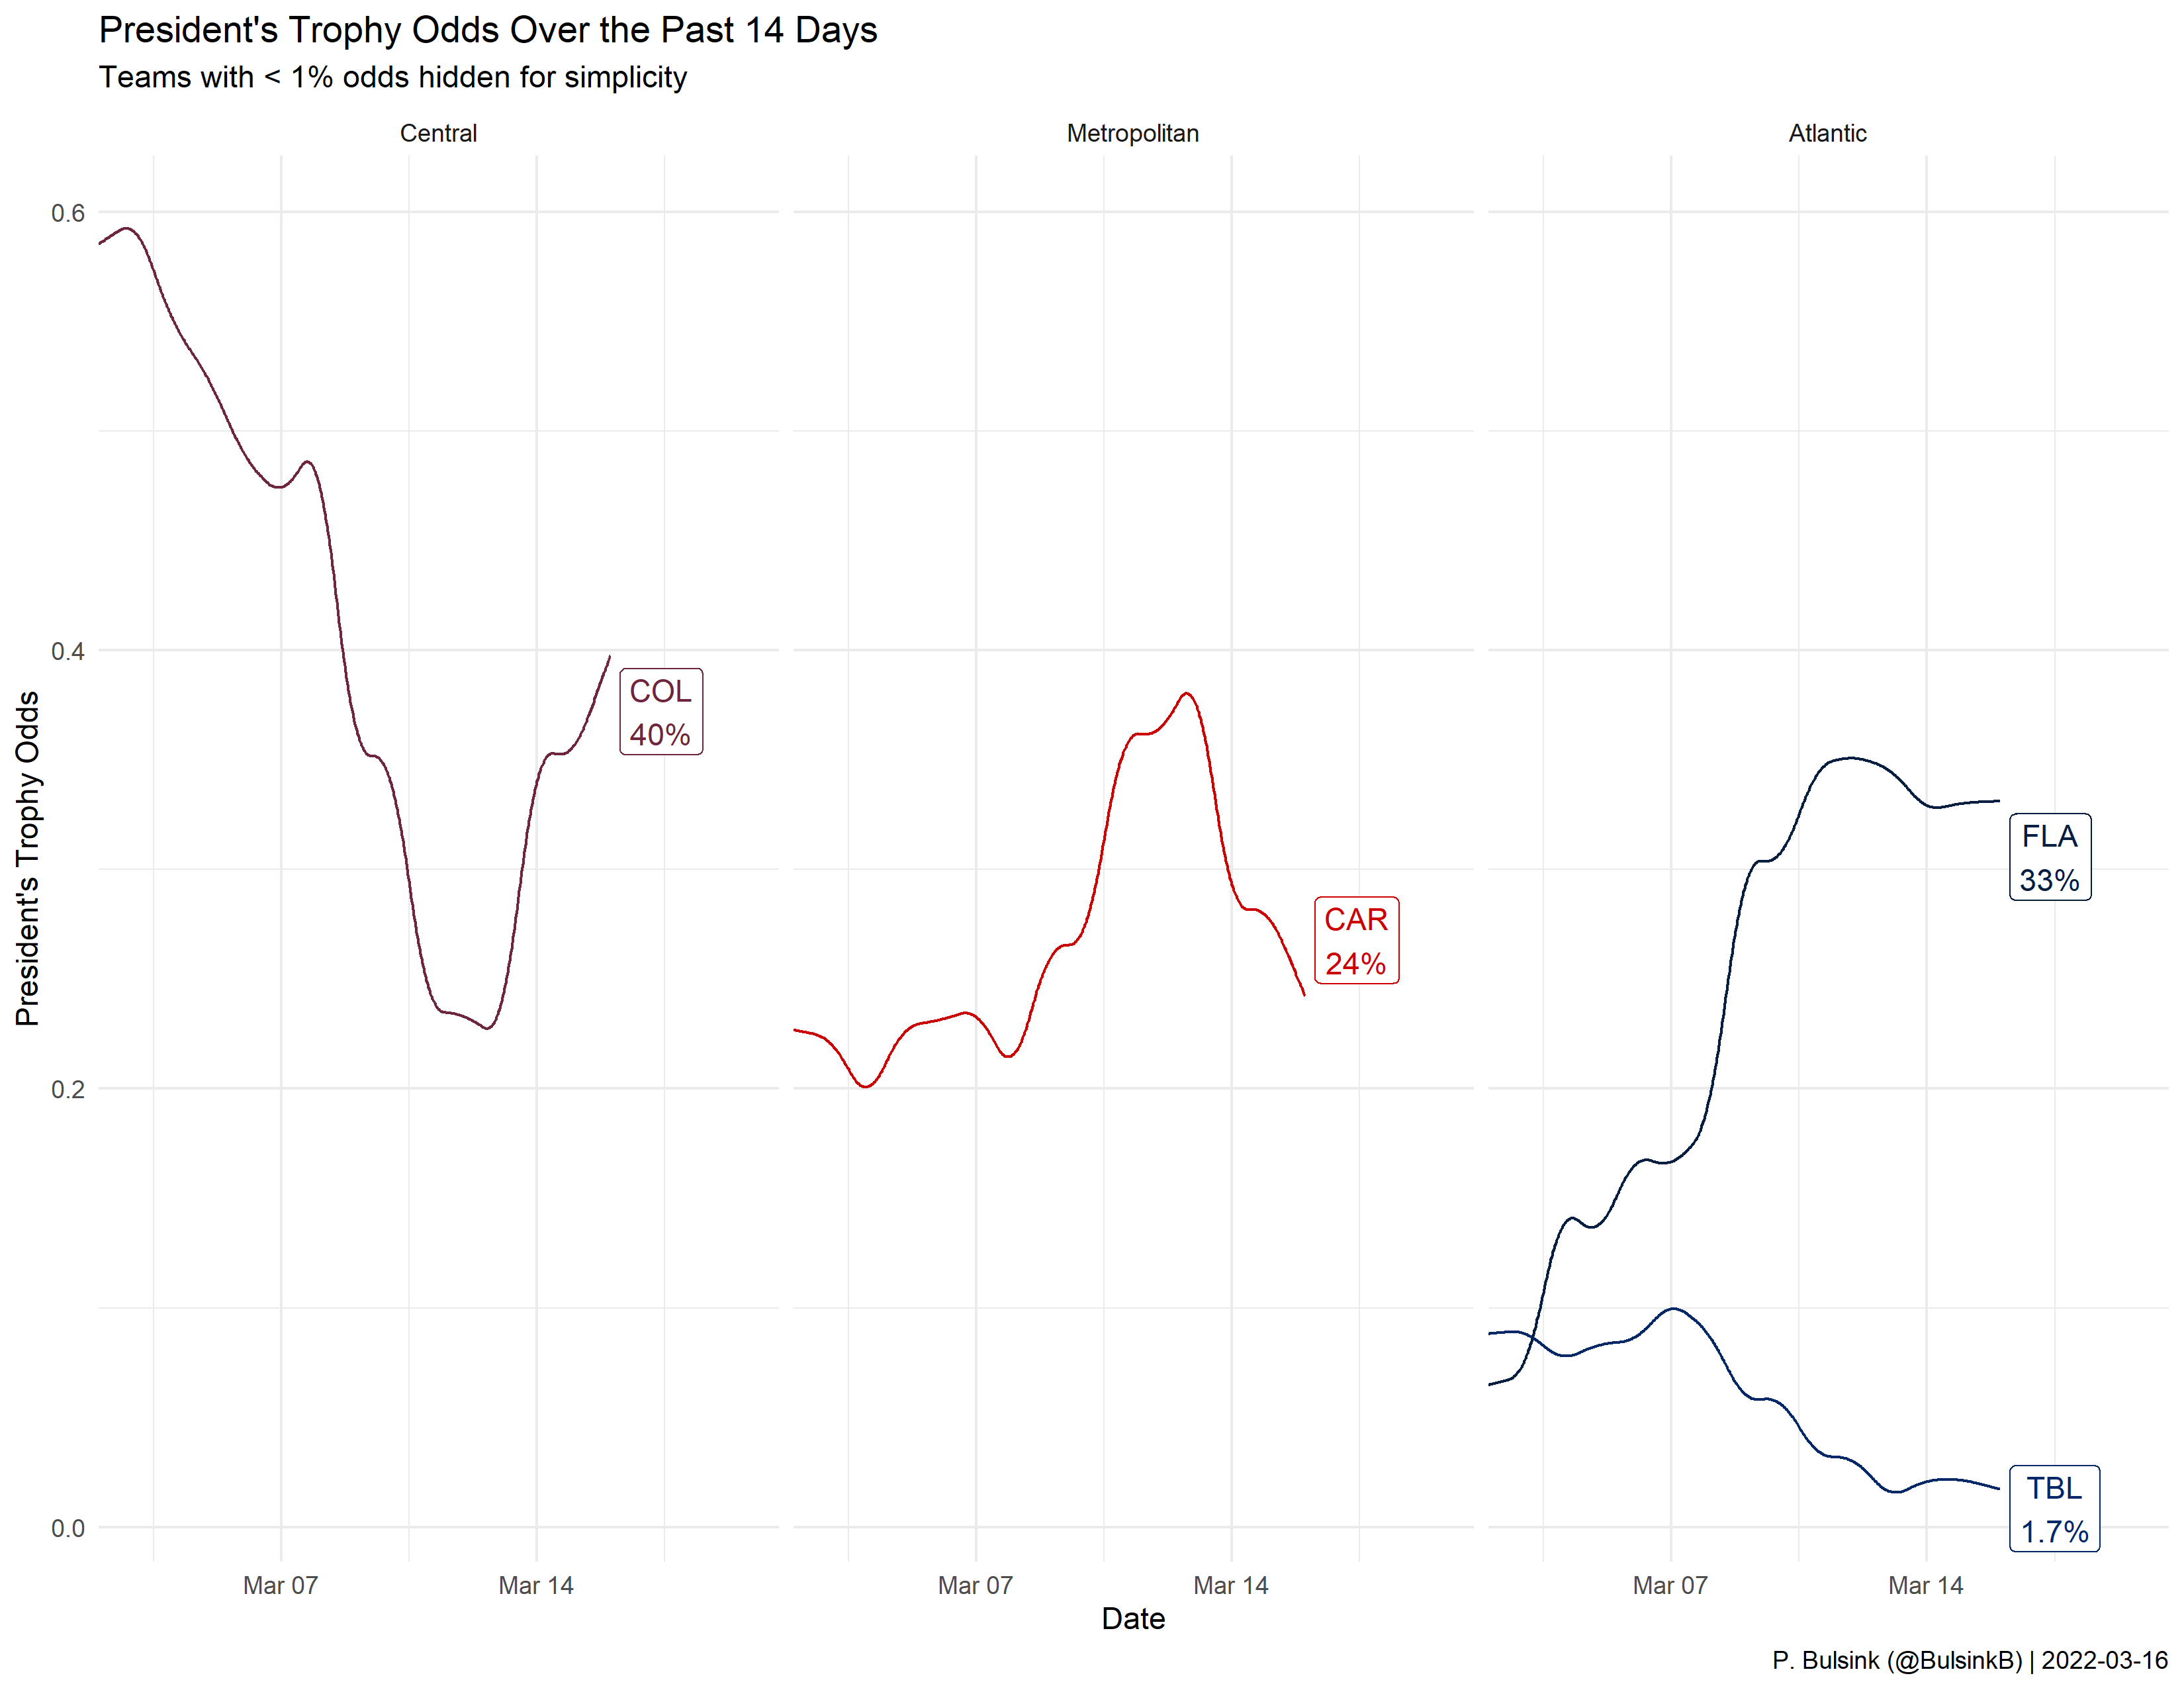 President's Trophy Odds Over the Past 14 Days
Teams with < 1% odds hidden for simplicity
Central
Metropolitan
Atlantic
President's Trophy Odds
0.6
0.4
0.2
0.0
COL
40%
CAR
24%
FLA
33%
TBL
1.7%
Mar 07
Mar 14
Mar 07
Mar 14
Mar 07
Mar 14
Date
P. Bulsink (@BulsinkB) | 2022-03-16